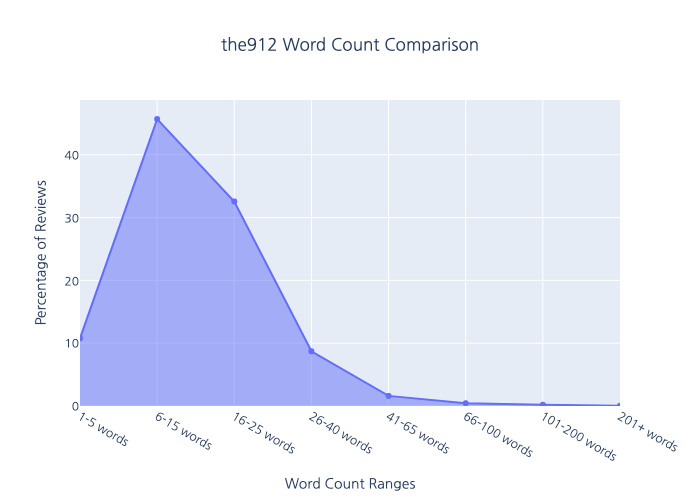 the912 Word Count Comparison
Percentage of Reviews
40
30
20
10
0
1-5 words
6-15 words
16-25 words
26-40 words
41-65 words
66-100 words
101-200 words
201+ words
Word Count Ranges